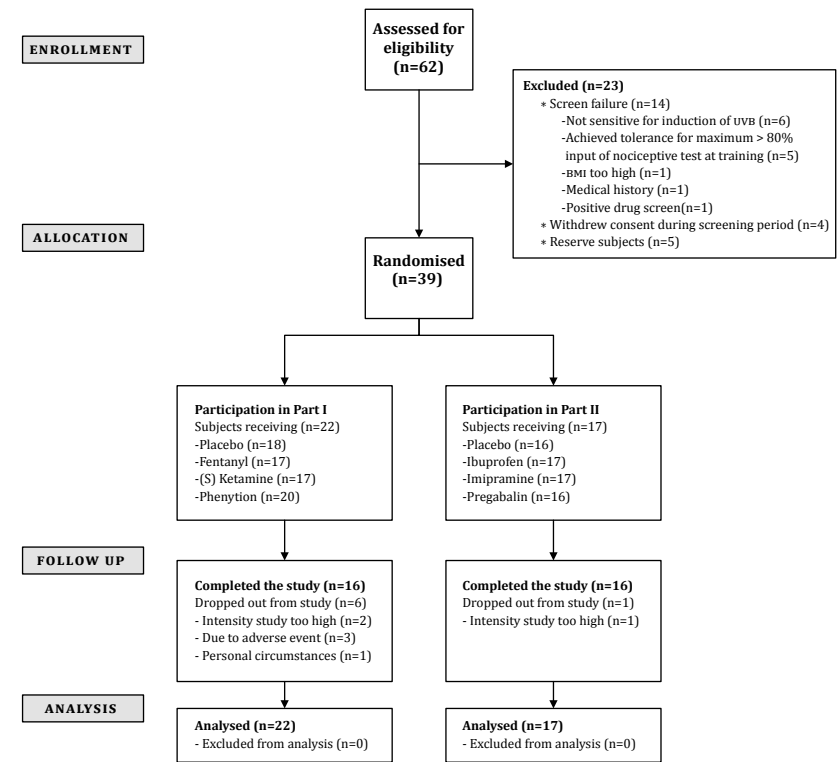 ENROLLMENT
Assessed for
eligibility
(n=62)
Excluded (n=23)
* Screen failure (n=14)
-Not sensitive for induction of UVB (n=6)
-Achieved tolerance for maximum > 80%
input of nociceptive test at training (n=5)
-BMI too high (n=1)
-Medical history (n=1)
-Positive drug screen(n=1)
* Withdrew consent during screening period (n=4)
* Reserve subjects (n=5)
ALLOCATION
Randomised
(n=39)
Participation in Part I
Subjects receiving (n=22)
-Placebo (n=18)
-Fentanyl (n=17)
-(S) Ketamine (n=17)
-Phenytion (n=20)
Participation in Part II
Subjects receiving (n=17)
-Placebo (n=16)
-Ibuprofen (n=17)
-Imipramine (n=17)
-Pregabalin (n=16)
FOLLOW UP
Completed the study (n=16)
Dropped out from study (n=6)
- Intensity study too high (n=2)
- Due to adverse event (n=3)
- Personal circumstances (n=1)
Completed the study (n=16)
Dropped out from study (n=1)
- Intensity study too high (n=1)
ANALYSIS
Analysed (n=22)
- Excluded from analysis (n=0)
Analysed (n=17)
- Excluded from analysis (n=0)